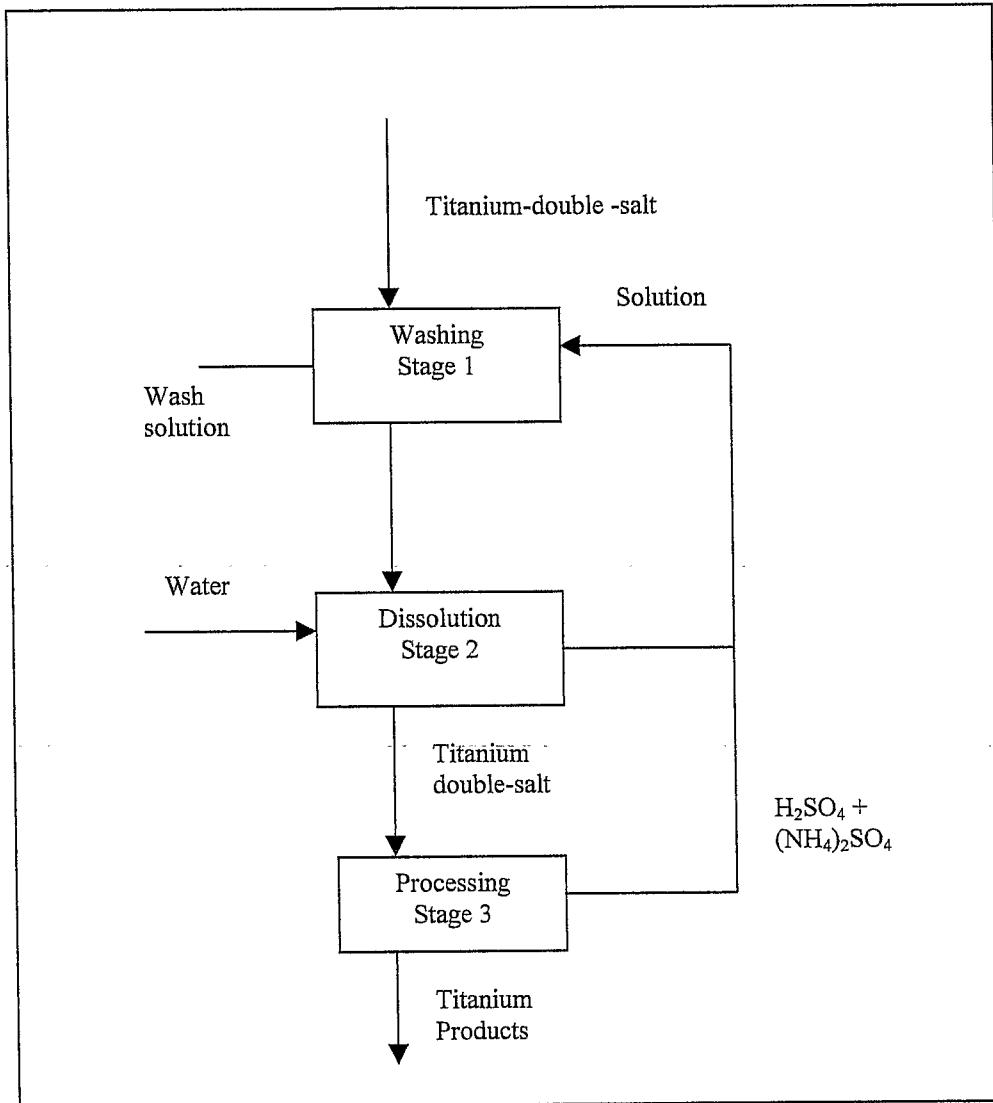 Titanium-double -salt
Solution
Washing
Stage 1
Wash
solution
Water
Dissolution
Stage 2
Titanium
double-salt
H₂SO₄ +
(NH₄)₂SO₄
Processing
Stage 3
Titanium
Products